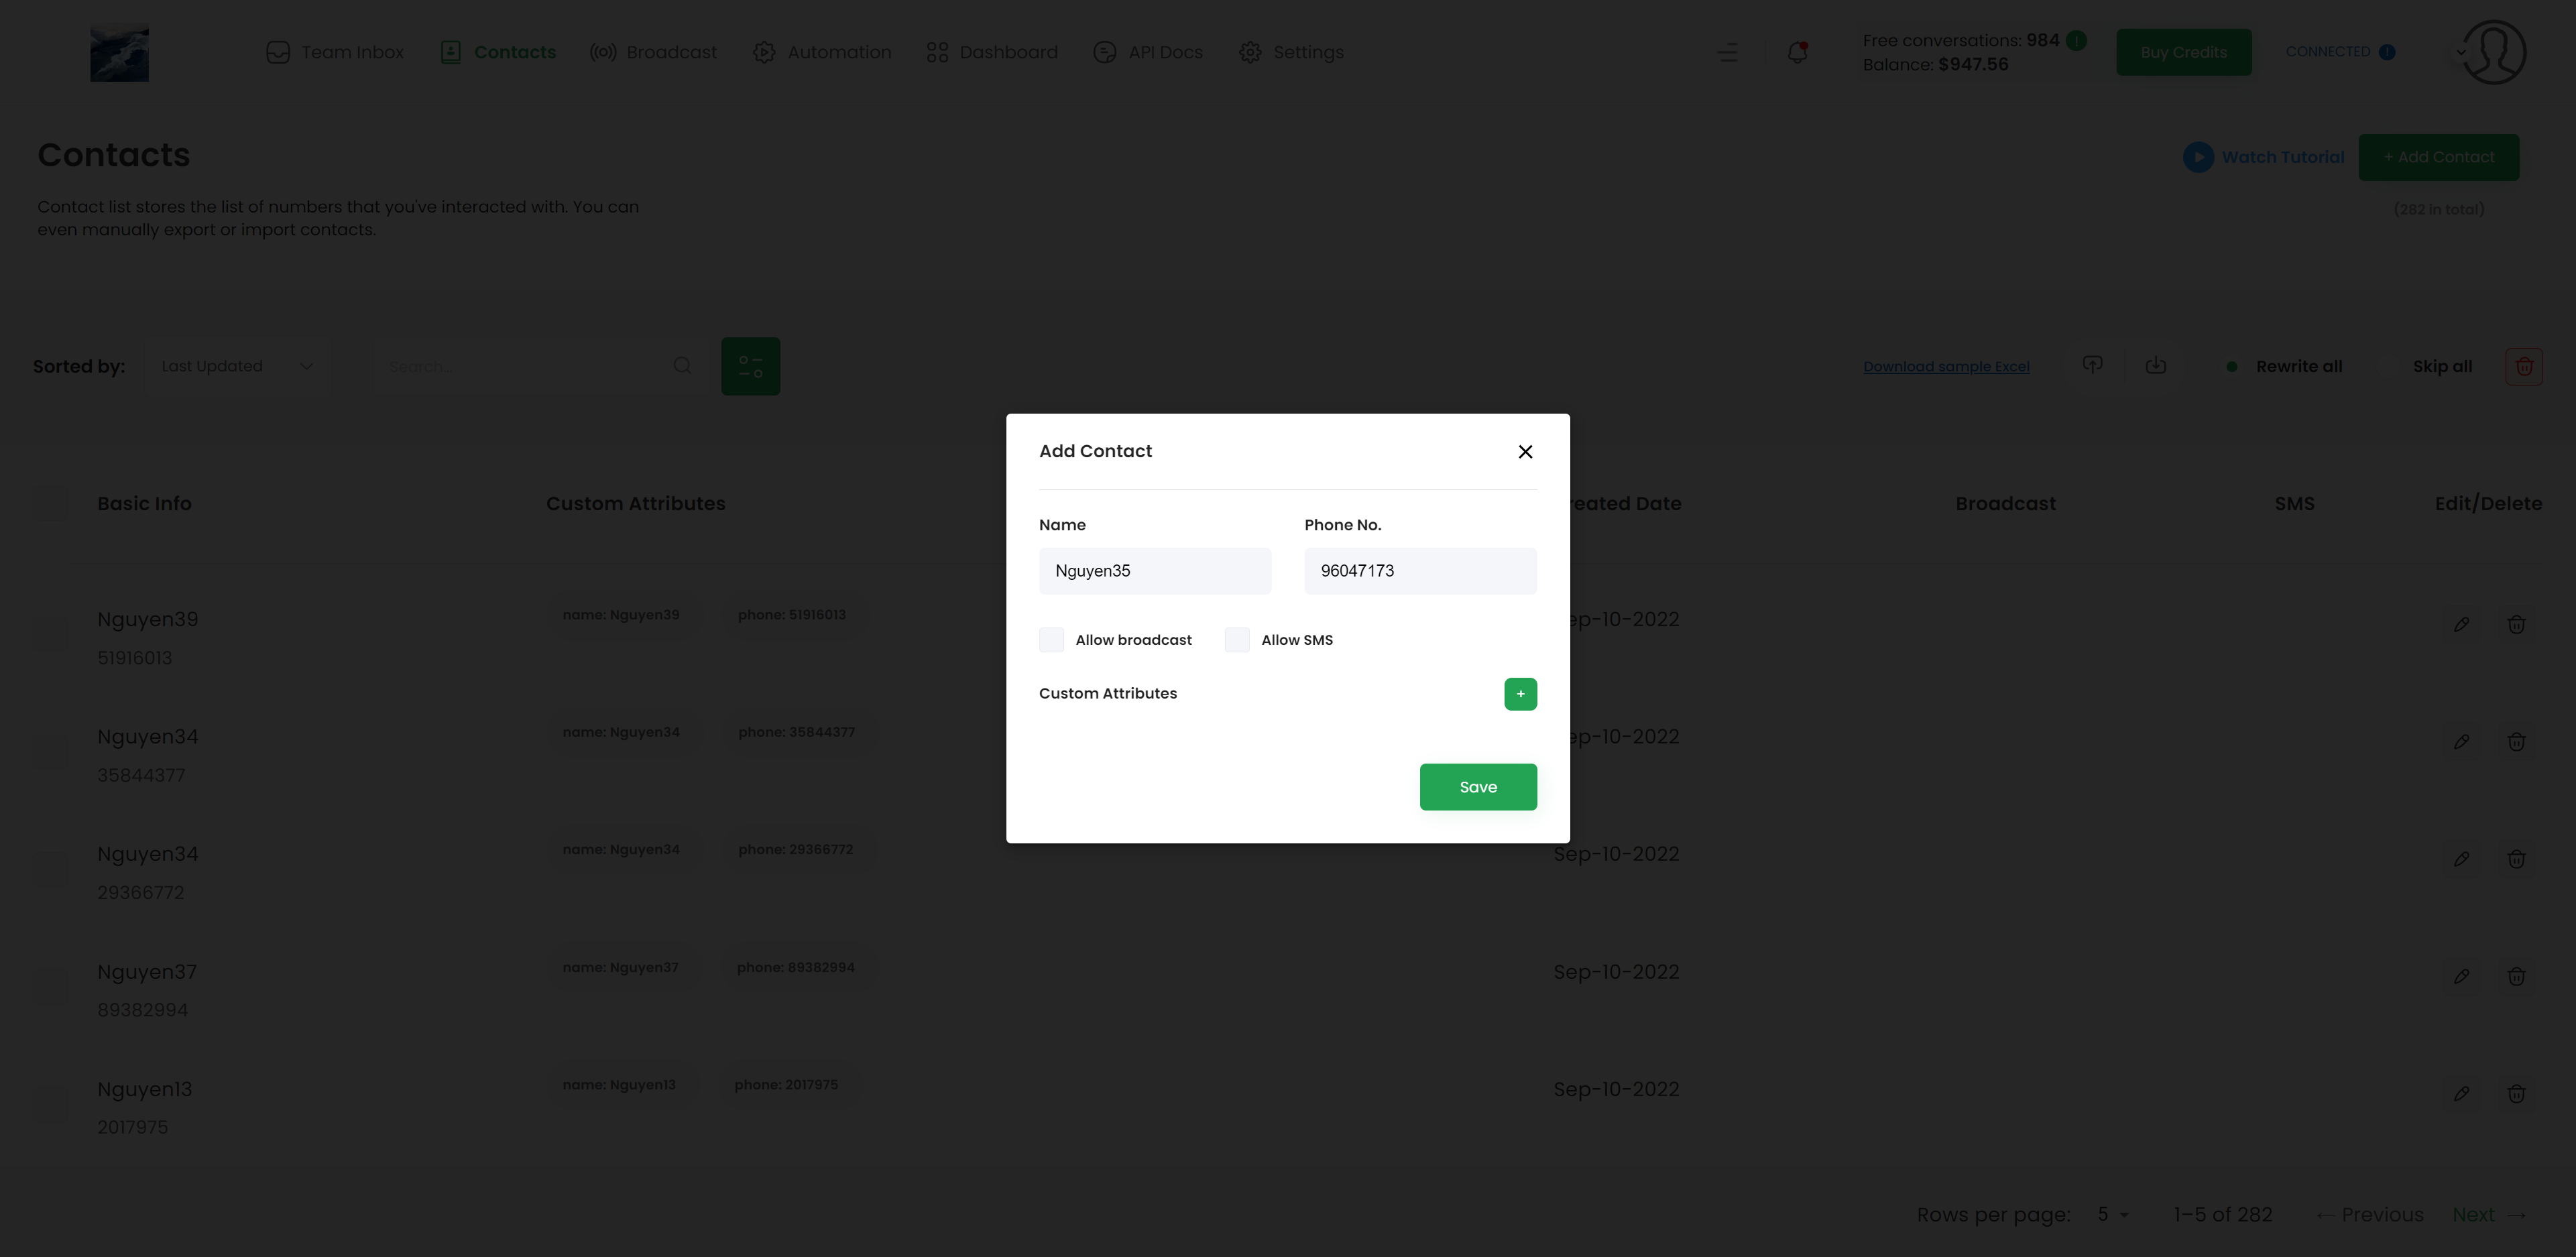 Team Inbox Contacts Broadcast Automation Dashboard API Docs Settings
Free conversations: 984 !
Balance: $947.56
Buy Credits
CONNECTED
Contacts
Watch Tutorial
+ Add Contact
Contact list stores the list of numbers that you've interacted with. You can
even manually export or import contacts.
(282 in total)
Sorted by: Last Updated Search... Download sample Excel Rewrite all Skip all
Add Contact
Name Phone No.
Nguyen35 96047173
Allow broadcast Allow SMS
Custom Attributes +
Save
Basic Info Custom Attributes reated Date Broadcast SMS Edit/Delete
Nguyen39 name: Nguyen39 phone: 51916013 ep-10-2022
51916013
Nguyen34 name: Nguyen34 phone: 35844377 ep-10-2022
35844377
Nguyen34 name: Nguyen34 phone: 29366772 Sep-10-2022
29366772
Nguyen37 name: Nguyen37 phone: 89382994 Sep-10-2022
89382994
Nguyen13 name: Nguyen13 phone: 2017975 Sep-10-2022
2017975
Rows per page: 5 1–5 of 282 ← Previous Next →